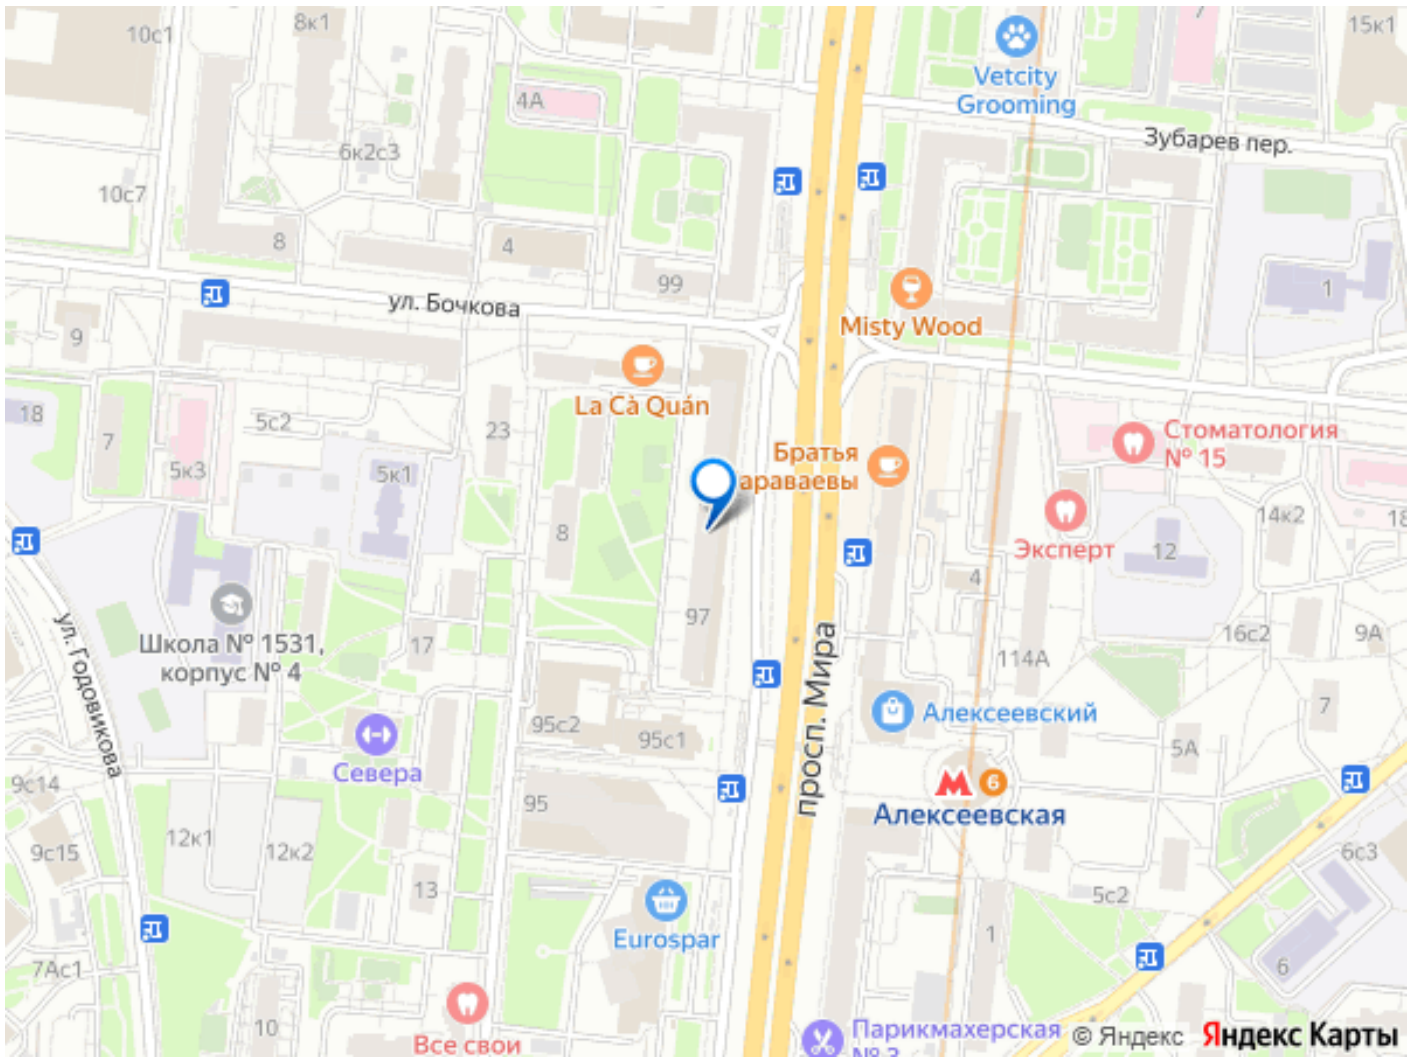 10с1
8к1
7
15к1
Vetcity
Grooming
4А
Зубарев пер.
6к2с3
10с7
8
4
99
1
ул. Бочкова
Misty Wood
9
La Cà Quán
18
7
5с2
23
Братья
араваевы
Стоматология
№ 15
5к3
5к1
8
14к2
18
Эксперт
12
4
Школа № 1531,
корпус № 4
17
97
16с2
9А
114А
ул. Годовикова
просп. Мира
Алексеевский
7
95с2
95с1
5А
Севера
9с14
95
М 6
Алексеевская
12к1
12к2
9с15
6с3
13
5с2
Eurospar
1
7Ас1
6
10
Все свои
Парикмахерская
№ 3
© Яндекс Яндекс Карты